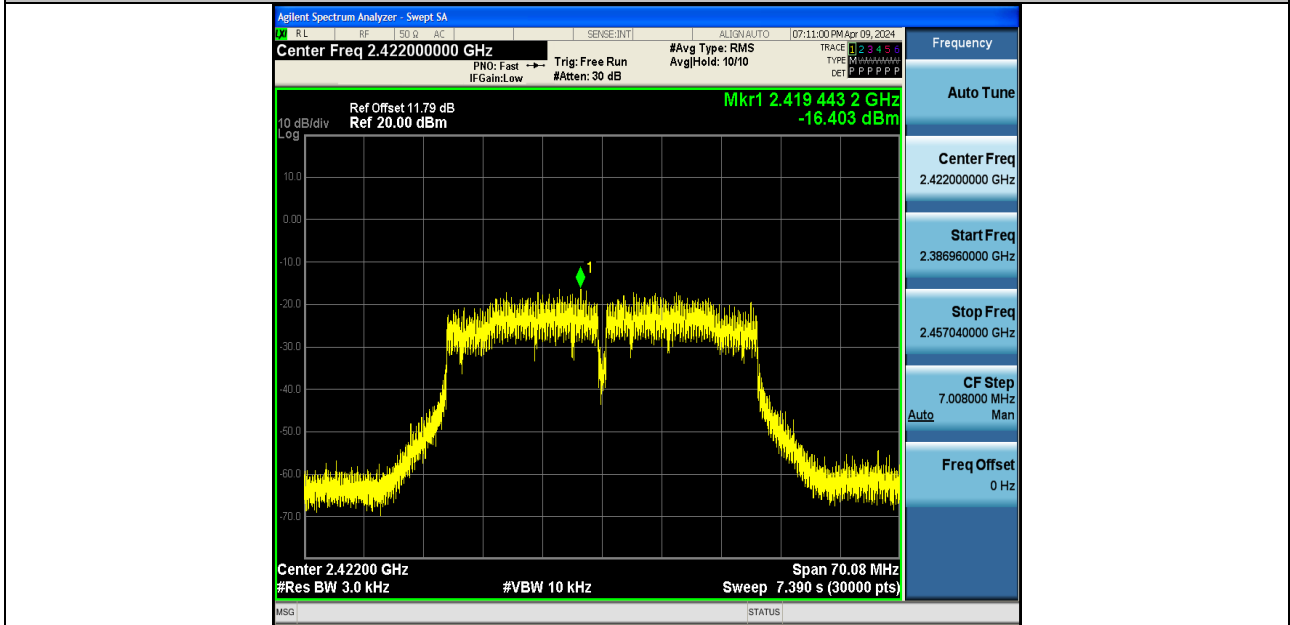 Agilent Spectrum Analyzer - Swept SA
LXI RL RF 50 Ω AC SENSE:INT ALIGN AUTO 07:11:00 PM Apr 09, 2024
Center Freq 2.422000000 GHz
PNO: Fast
IFGain:Low
Trig: Free Run
#Atten: 30 dB
#Avg Type: RMS
Avg|Hold: 10/10
TRACE 1 2 3 4 5 6
TYPE M
DET P P P P P P
Ref Offset 11.79 dB
10 dB/div Ref 20.00 dBm
Log
Mkr1 2.419 443 2 GHz
-16.403 dBm
10.0
0.00
-10.0
-20.0
-30.0
-40.0
-50.0
-60.0
-70.0
1
Center 2.42200 GHz Span 70.08 MHz
#Res BW 3.0 kHz #VBW 10 kHz Sweep 7.390 s (30000 pts)
MSG STATUS
Frequency
Auto Tune
Center Freq
2.422000000 GHz
Start Freq
2.386960000 GHz
Stop Freq
2.457040000 GHz
CF Step
7.008000 MHz
Auto Man
Freq Offset
0 Hz